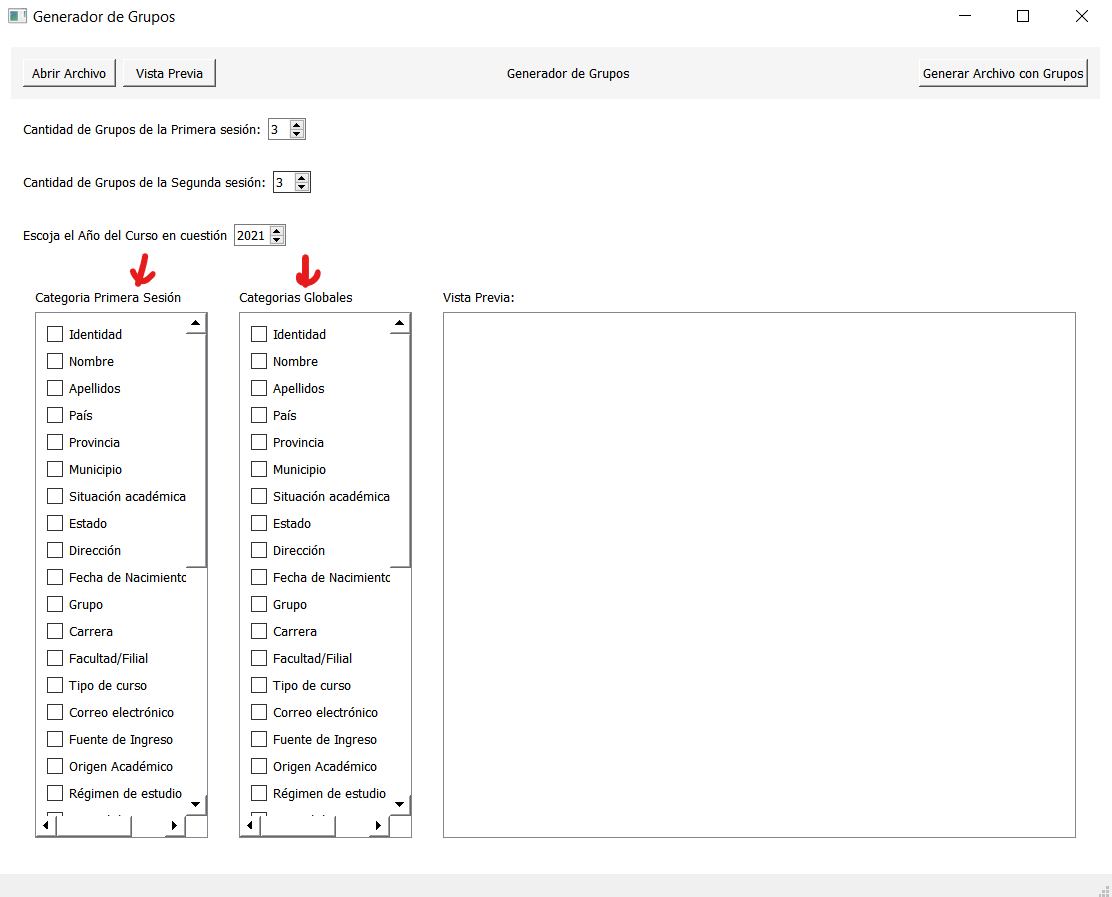 Generador de Grupos
Abrir Archivo
Vista Previa
Generador de Grupos
Generar Archivo con Grupos
Cantidad de Grupos de la Primera sesión: 3
Cantidad de Grupos de la Segunda sesión: 3
Escoja el Año del Curso en cuestión 2021
Categoria Primera Sesión
Identidad
Nombre
Apellidos
País
Provincia
Municipio
Situación académica
Estado
Dirección
Fecha de Nacimiento
Grupo
Carrera
Facultad/Filial
Tipo de curso
Correo electrónico
Fuente de Ingreso
Origen Académico
Régimen de estudio
Categorias Globales
Identidad
Nombre
Apellidos
País
Provincia
Municipio
Situación académica
Estado
Dirección
Fecha de Nacimiento
Grupo
Carrera
Facultad/Filial
Tipo de curso
Correo electrónico
Fuente de Ingreso
Origen Académico
Régimen de estudio
Vista Previa: